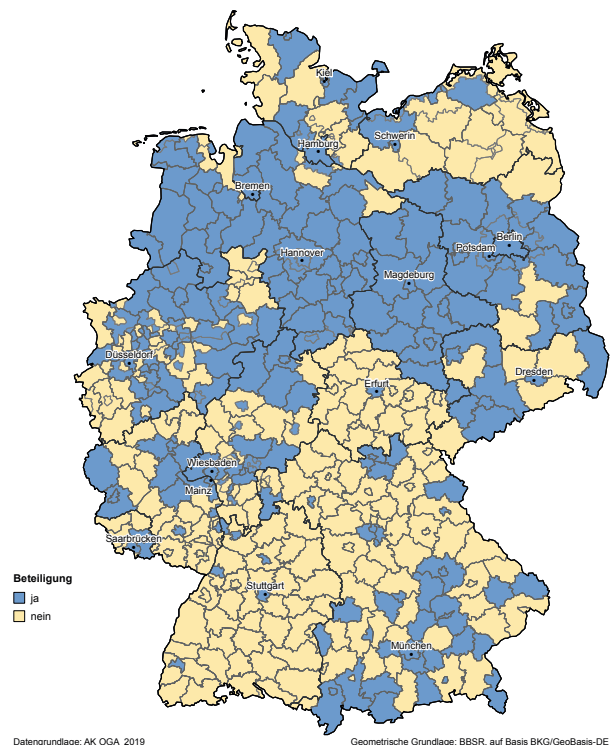 Kiel
Schwerin
Hamburg
Bremen
Berlin
Potsdam
Hannover
Magdeburg
Düsseldorf
Dresden
Erfurt
Wiesbaden
Mainz
Saarbrücken
Stuttgart
München
Beteiligung
ja
nein
Datengrundlage: AK OGA 2019
Geometrische Grundlage: BBSR, auf Basis BKG/GeoBasis-DE